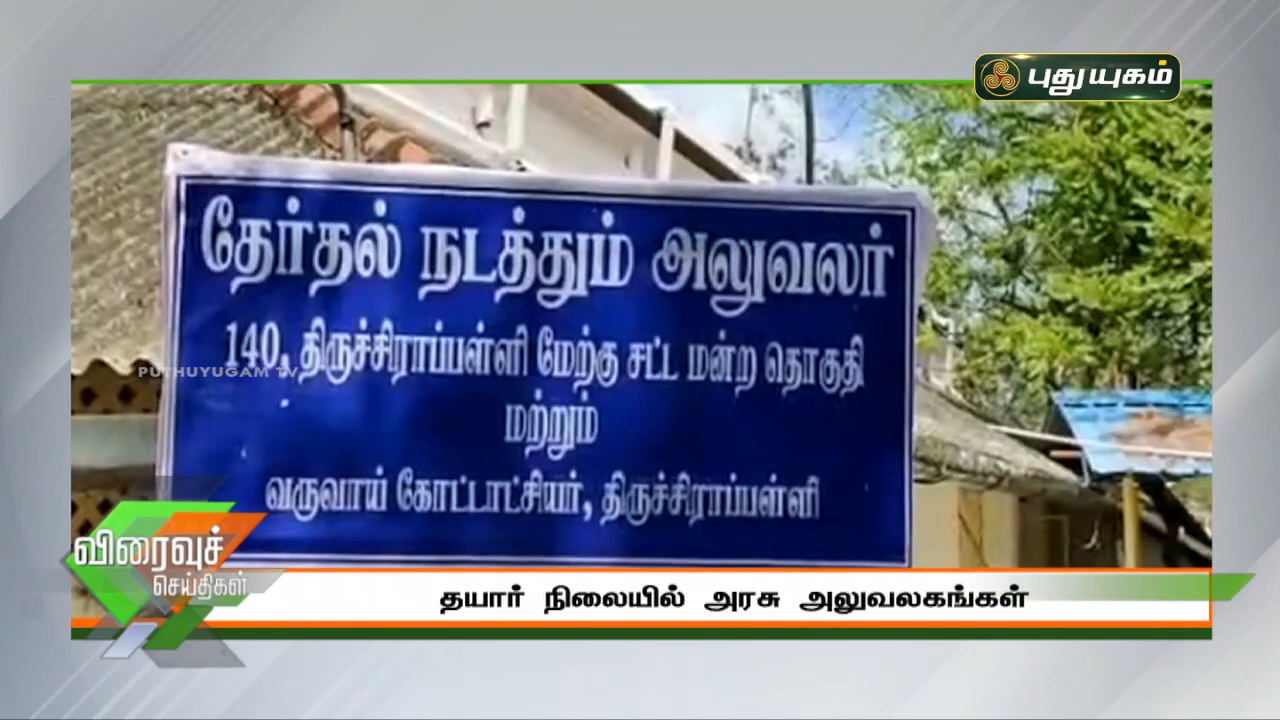 புதுயுகம்
தேர்தல் நடத்தும் அலுவலர்
140, திருச்சிராப்பள்ளி மேற்கு சட்ட மன்ற தொகுதி
மற்றும்
வருவாய் கோட்டாட்சியர், திருச்சிராப்பள்ளி
PUTHUYUGAM TV
விரைவுச்
செய்திகள்
தயார் நிலையில் அரசு அலுவலகங்கள்